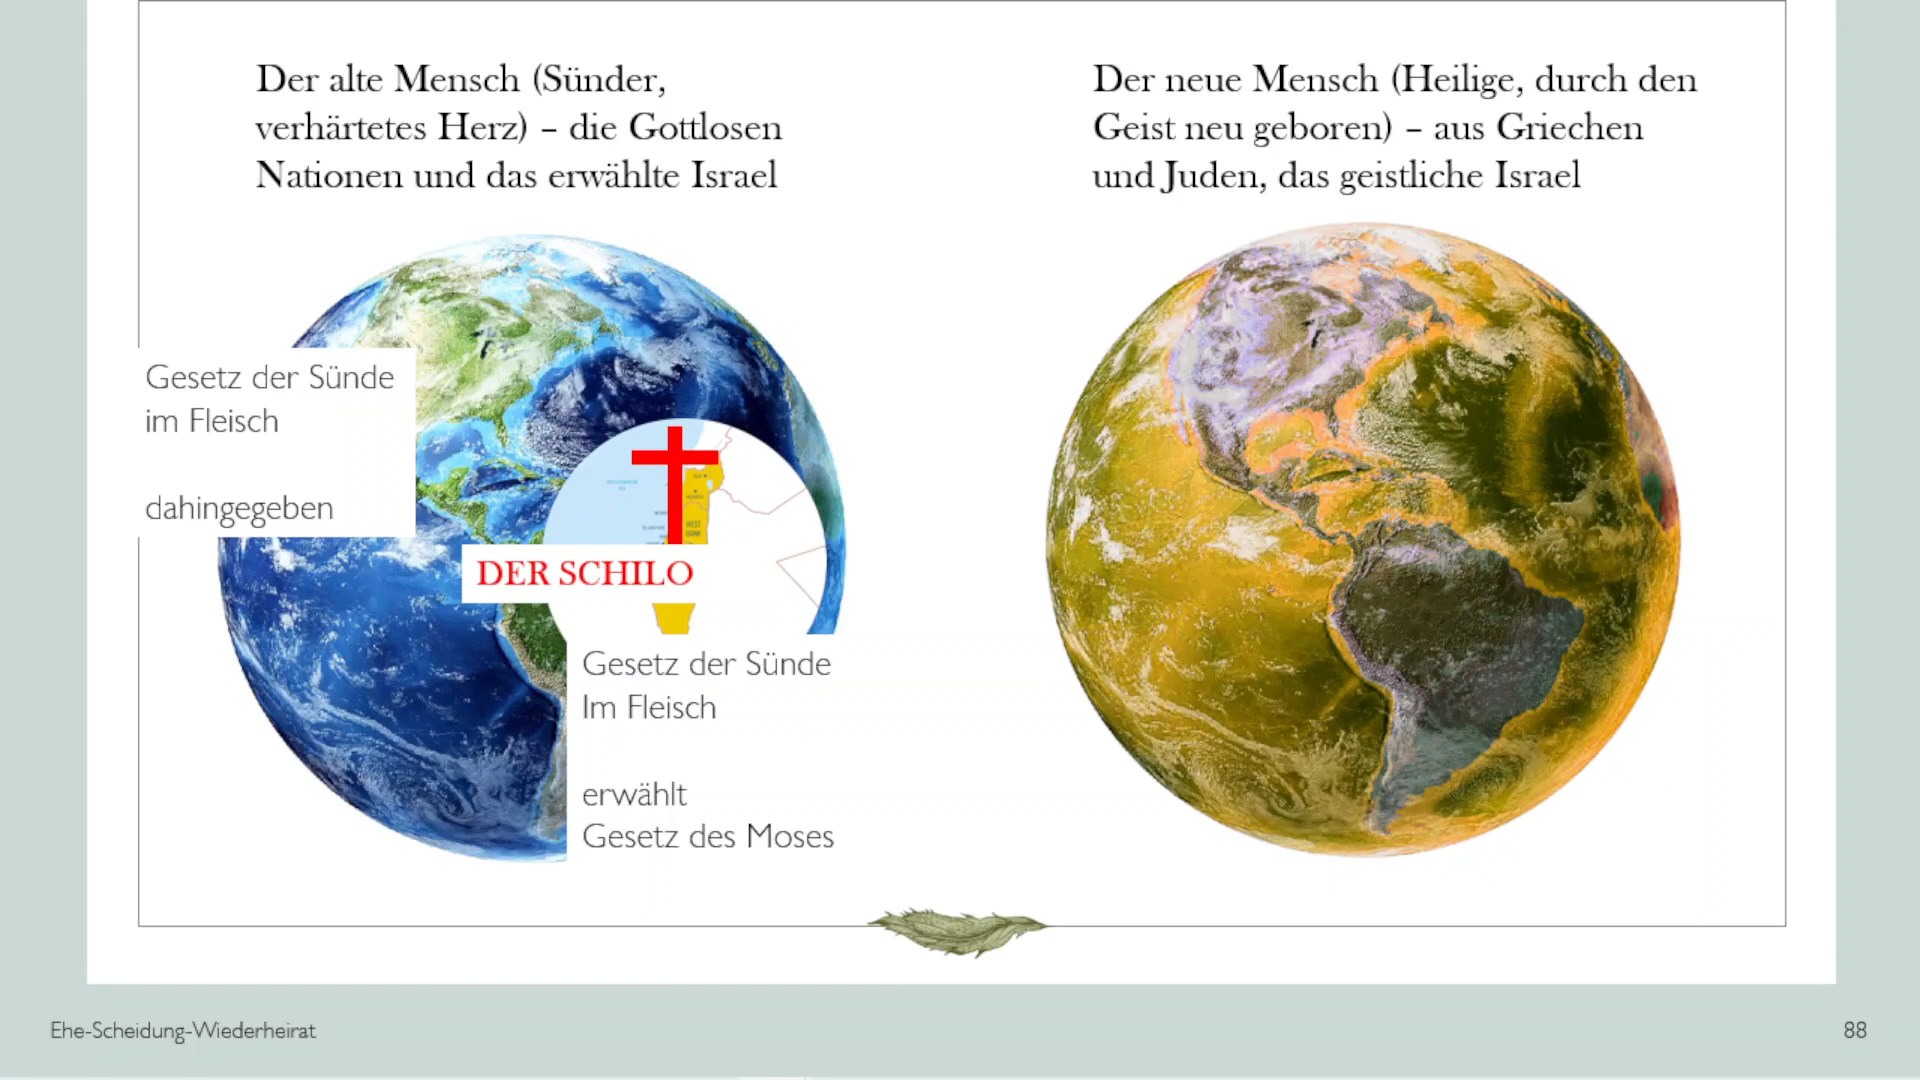 Der alte Mensch (Sünder,
verhärtetes Herz) – die Gottlosen
Nationen und das erwählte Israel
Der neue Mensch (Heilige, durch den
Geist neu geboren) – aus Griechen
und Juden, das geistliche Israel
Gesetz der Sünde
im Fleisch
dahingegeben
WEST
DER SCHILO
Gesetz der Sünde
Im Fleisch
erwählt
Gesetz des Moses
Ehe-Scheidung-Wiederheirat
88